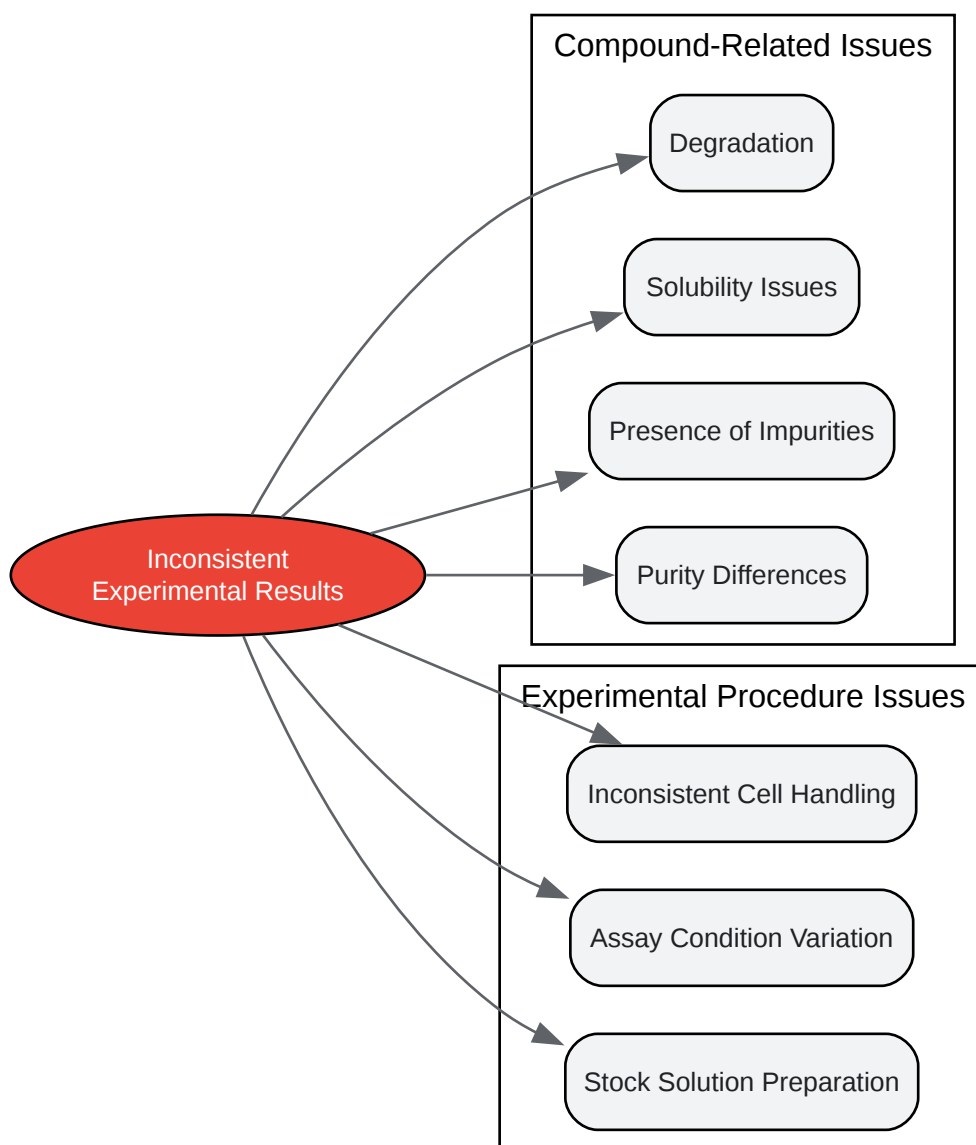 Compound-Related Issues
Degradation
Solubility Issues
Presence of Impurities
Purity Differences
Inconsistent
Experimental Results
Experimental Procedure Issues
Inconsistent Cell Handling
Assay Condition Variation
Stock Solution Preparation